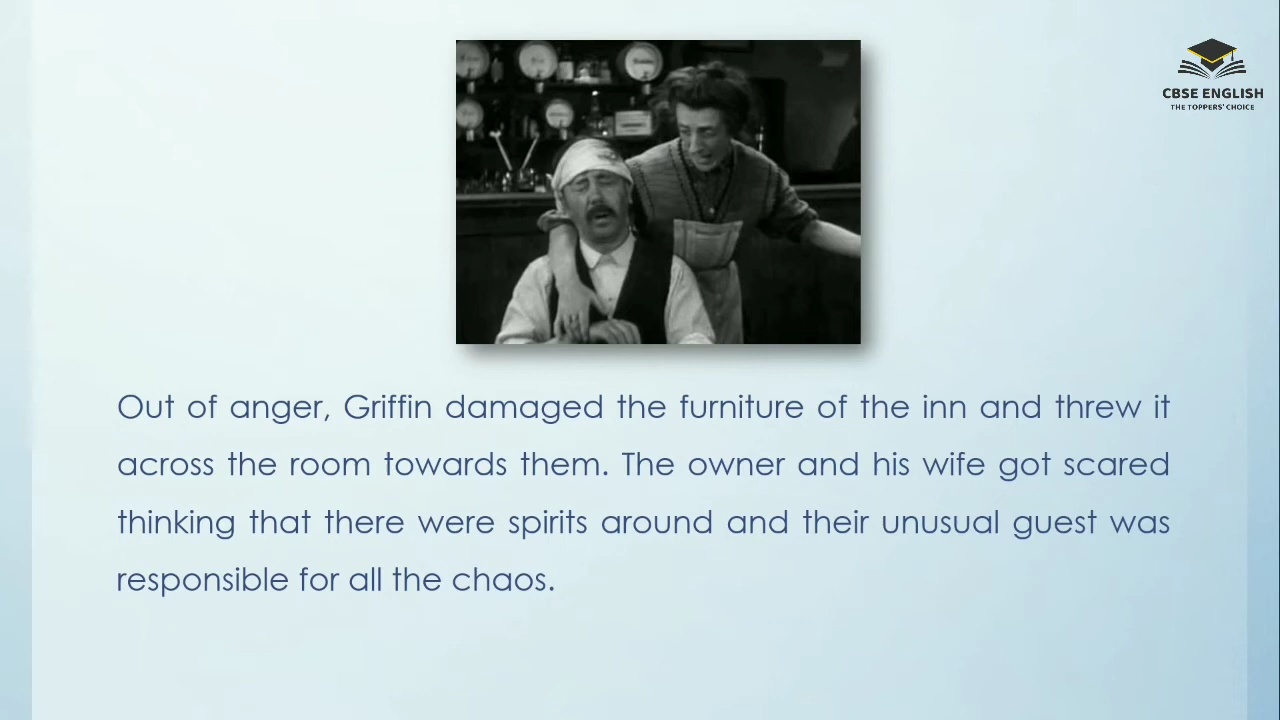 CBSE ENGLISH
THE TOPPERS' CHOICE
Out of anger, Griffin damaged the furniture of the inn and threw it
across the room towards them. The owner and his wife got scared
thinking that there were spirits around and their unusual guest was
responsible for all the chaos.